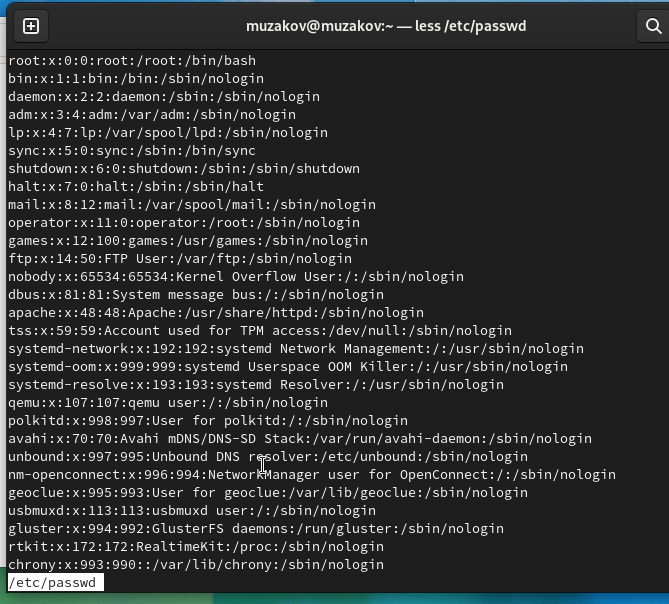 muzakov@muzakov:~ — less /etc/passwd
root:x:0:0:root:/root:/bin/bash
bin:x:1:1:bin:/bin:/sbin/nologin
daemon:x:2:2:daemon:/sbin:/sbin/nologin
adm:x:3:4:adm:/var/adm:/sbin/nologin
lp:x:4:7:lp:/var/spool/lpd:/sbin/nologin
sync:x:5:0:sync:/sbin:/bin/sync
shutdown:x:6:0:shutdown:/sbin:/sbin/shutdown
halt:x:7:0:halt:/sbin:/sbin/halt
mail:x:8:12:mail:/var/spool/mail:/sbin/nologin
operator:x:11:0:operator:/root:/sbin/nologin
games:x:12:100:games:/usr/games:/sbin/nologin
ftp:x:14:50:FTP User:/var/ftp:/sbin/nologin
nobody:x:65534:65534:Kernel Overflow User:/:/sbin/nologin
dbus:x:81:81:System message bus:/:/sbin/nologin
apache:x:48:48:Apache:/usr/share/httpd:/sbin/nologin
tss:x:59:59:Account used for TPM access:/dev/null:/sbin/nologin
systemd-network:x:192:192:systemd Network Management:/:/usr/sbin/nologin
systemd-oom:x:999:999:systemd Userspace OOM Killer:/:/usr/sbin/nologin
systemd-resolve:x:193:193:systemd Resolver:/:/usr/sbin/nologin
qemu:x:107:107:qemu user:/:/sbin/nologin
polkitd:x:998:997:User for polkitd:/:/sbin/nologin
avahi:x:70:70:Avahi mDNS/DNS-SD Stack:/var/run/avahi-daemon:/sbin/nologin
unbound:x:997:995:Unbound DNS resolver:/etc/unbound:/sbin/nologin
nm-openconnect:x:996:994:NetworkManager user for OpenConnect:/:/sbin/nologin
geoclue:x:995:993:User for geoclue:/var/lib/geoclue:/sbin/nologin
usbmuxd:x:113:113:usbmuxd user:/:/sbin/nologin
gluster:x:994:992:GlusterFS daemons:/run/gluster:/sbin/nologin
rtkit:x:172:172:RealtimeKit:/proc:/sbin/nologin
chrony:x:993:990::/var/lib/chrony:/sbin/nologin
/etc/passwd